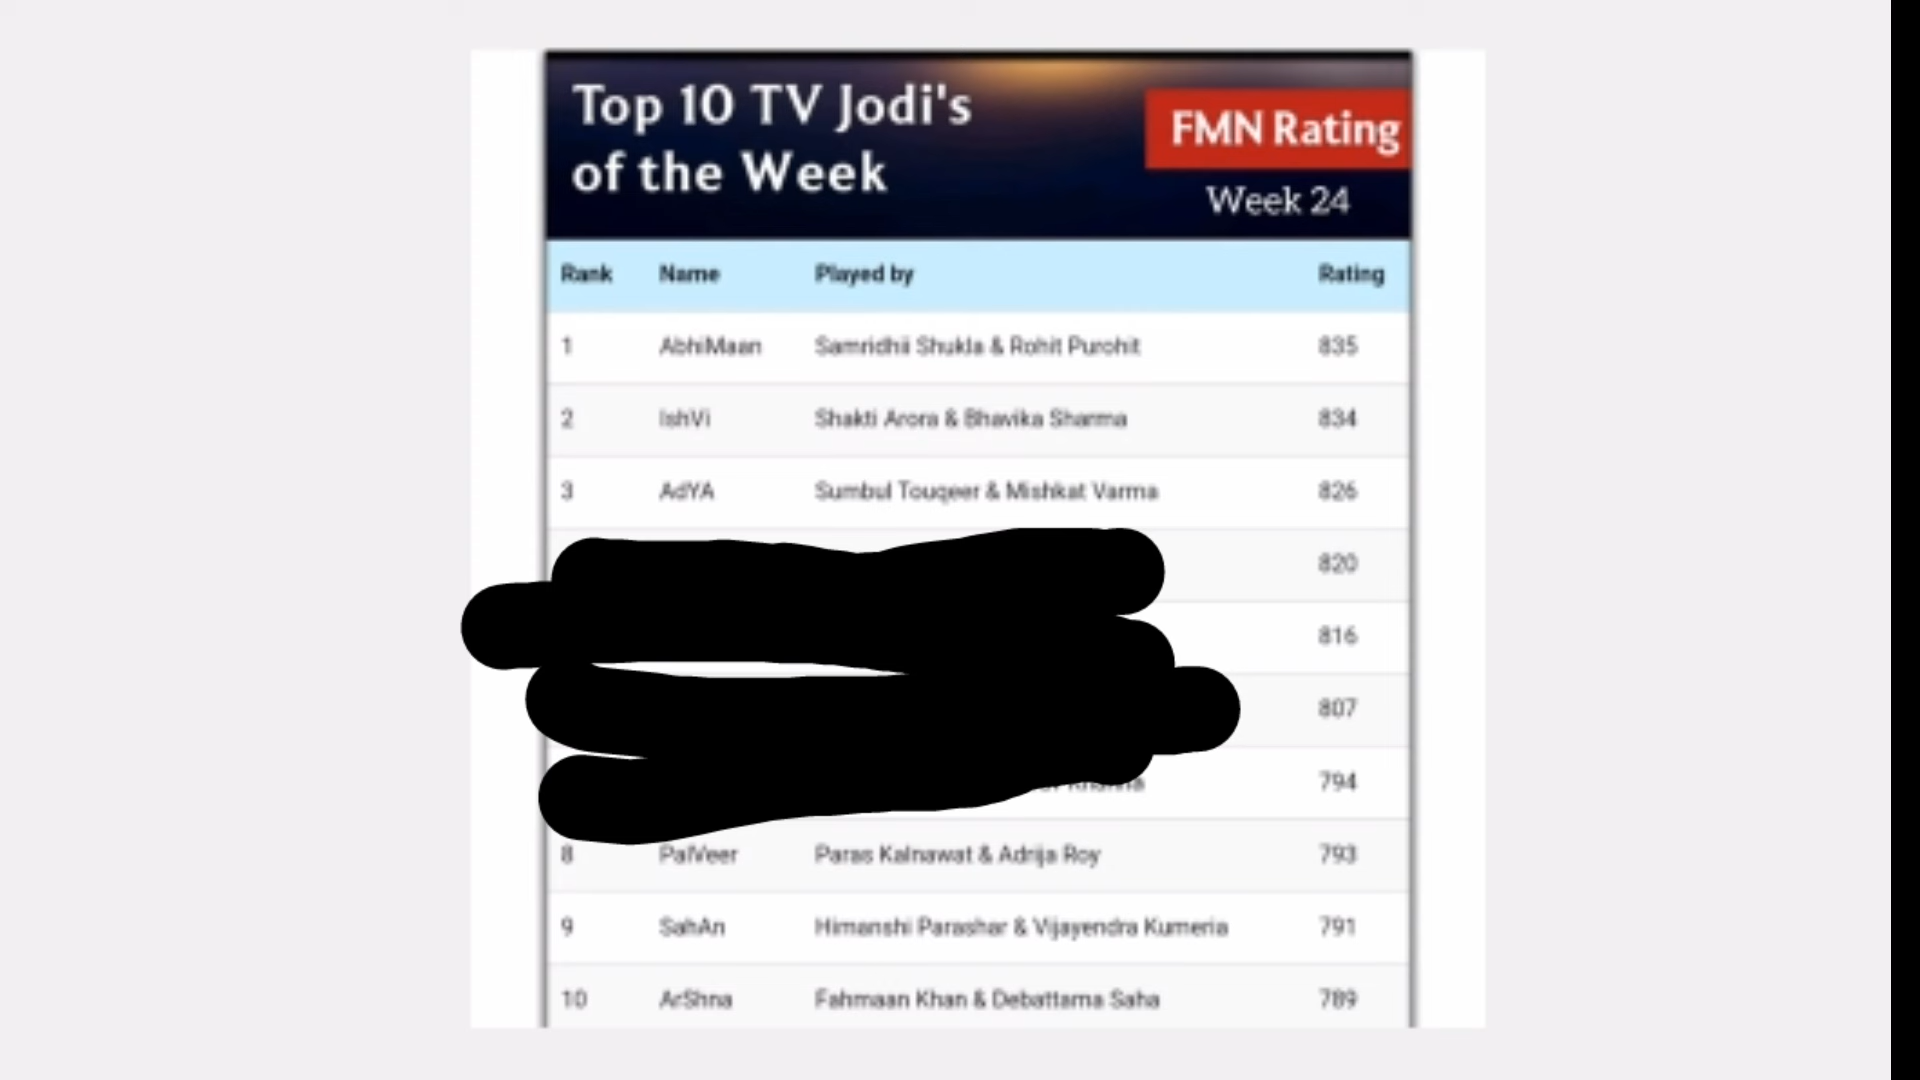 Top 10 TV Jodi's
of the Week
FMN Rating
Week 24
Rank Name Played by Rating
1 AbhiMaan Samridhii Shukla & Rohit Purohit 835
2 IshVi Shakti Arora & Bhavika Sharma 834
3 AdYA Sumbul Touqeer & Mishkat Varma 826
820
816
807
794
8 PalVeer Paras Kalnawat & Adrija Roy 793
9 SahAn Himanshi Parashar & Vijayendra Kumeria 791
10 ArShna Fahmaan Khan & Debattama Saha 789